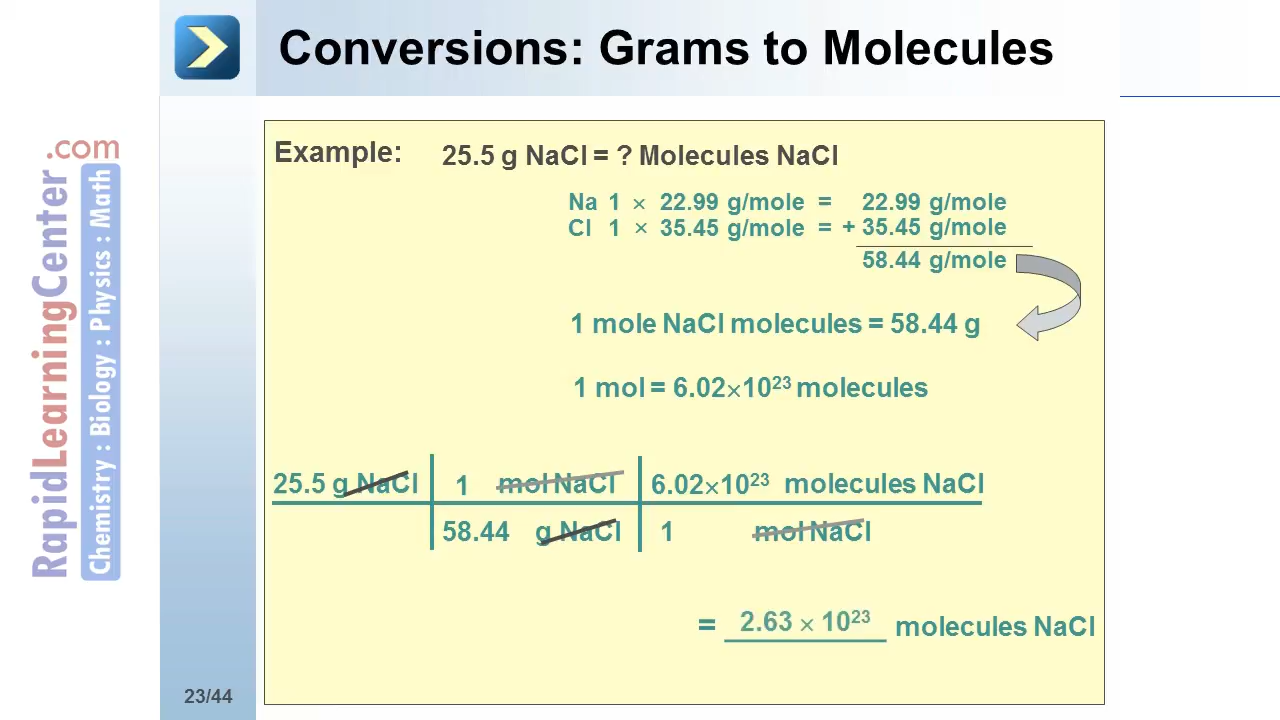 Conversions: Grams to Molecules
RapidLearningCenter.com
Chemistry : Biology : Physics : Math
Example: 25.5 g NaCl = ? Molecules NaCl
Na 1 × 22.99 g/mole = 22.99 g/mole
Cl 1 × 35.45 g/mole = + 35.45 g/mole
58.44 g/mole
1 mole NaCl molecules = 58.44 g
1 mol = 6.02×10²³ molecules
25.5 g NaCl 1 mol NaCl 6.02×10²³ molecules NaCl
58.44 g NaCl 1 mol NaCl
= 2.63 × 10²³ molecules NaCl
23/44